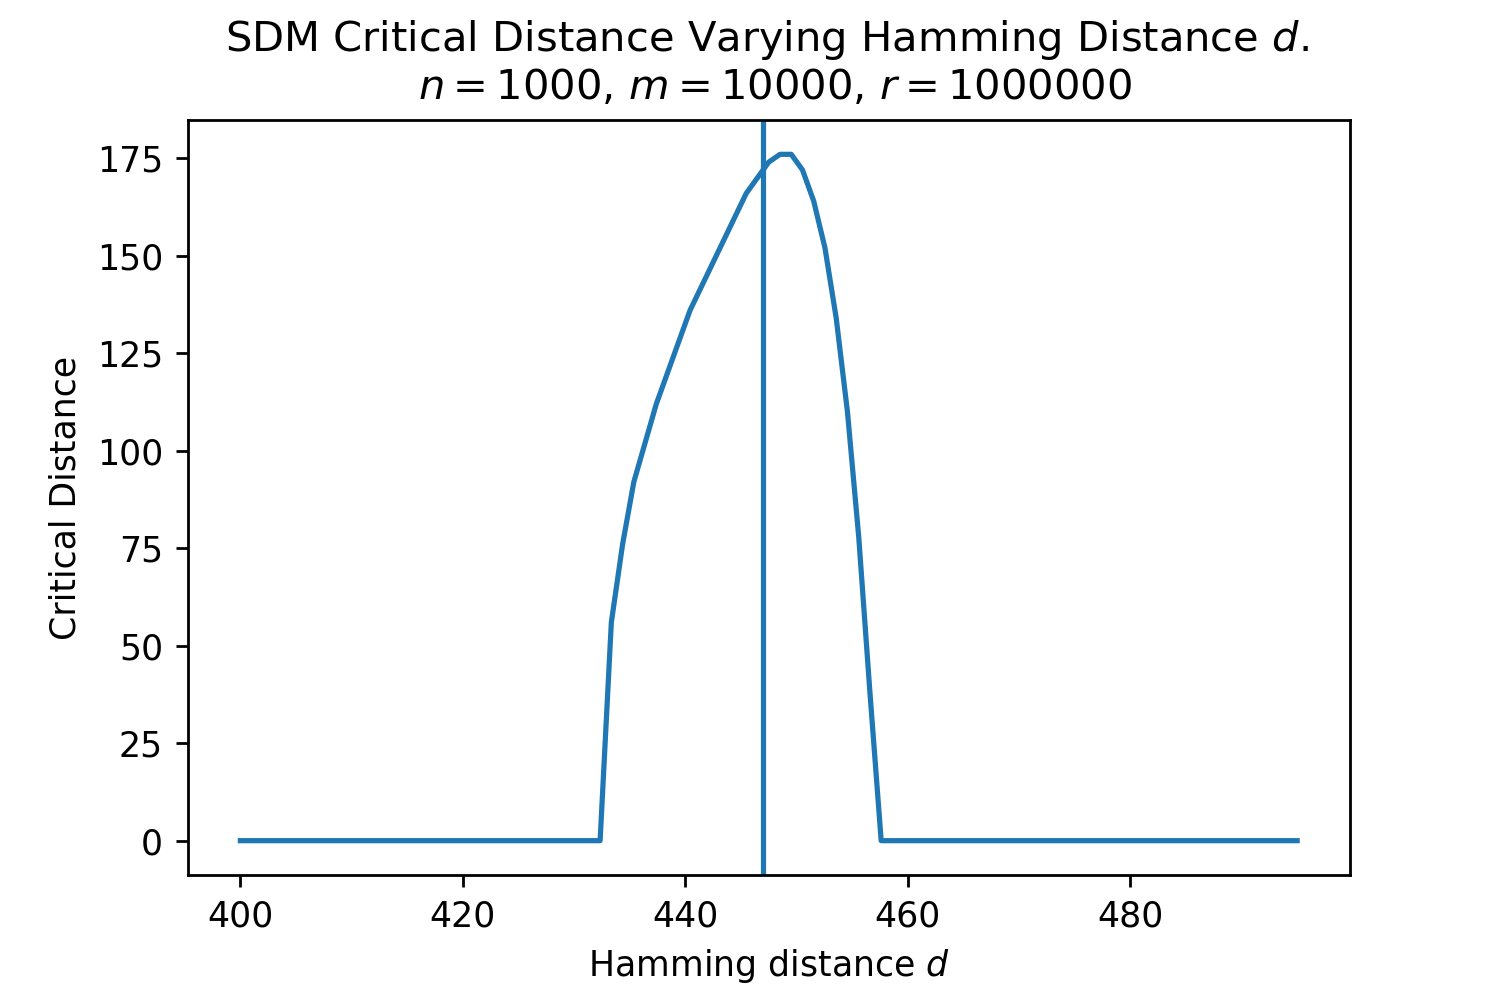 SDM Critical Distance Varying Hamming Distance d.
n = 1000, m = 10000, r = 1000000
175
150
125
100
75
50
25
0
Critical Distance
400 420 440 460 480
Hamming distance d